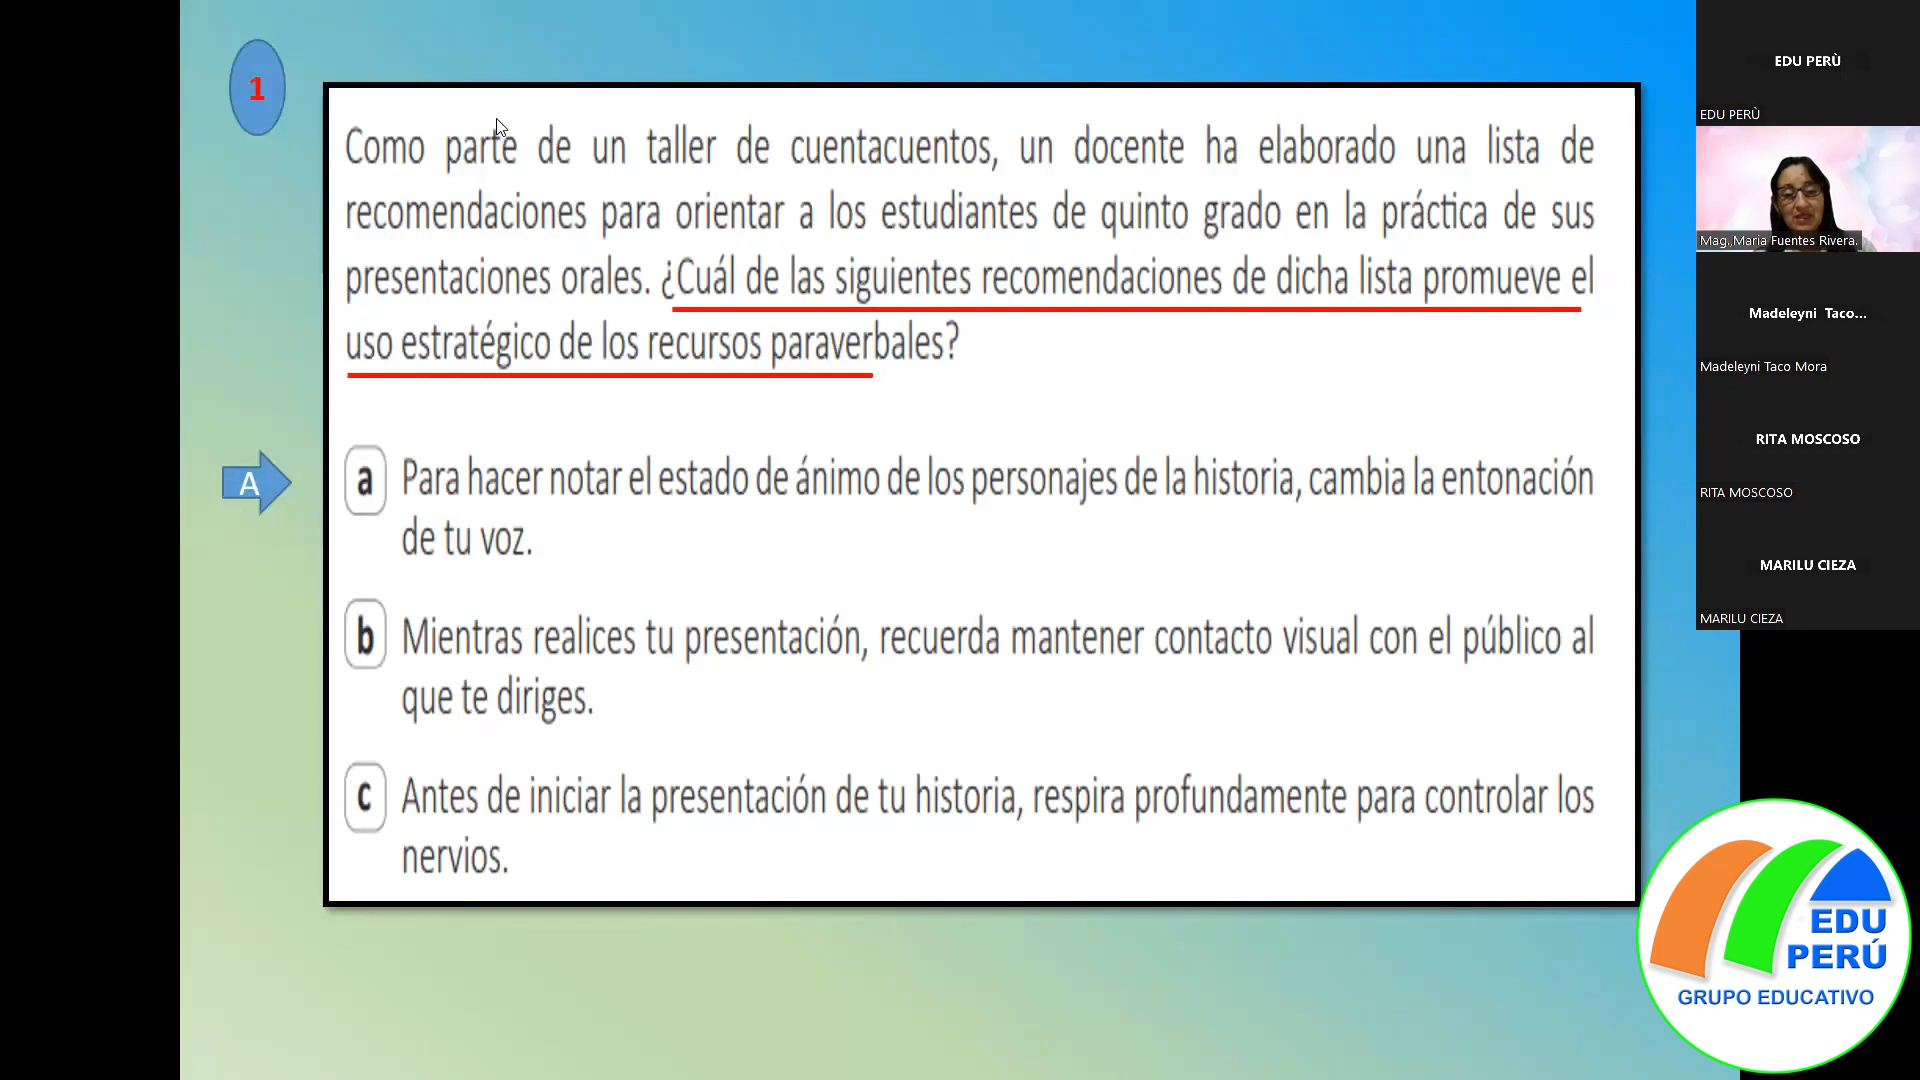 1
Como parte de un taller de cuentacuentos, un docente ha elaborado una lista de
recomendaciones para orientar a los estudiantes de quinto grado en la práctica de sus
presentaciones orales. ¿Cuál de las siguientes recomendaciones de dicha lista promueve el
uso estratégico de los recursos paraverbales?
A
a Para hacer notar el estado de ánimo de los personajes de la historia, cambia la entonación
de tu voz.
b Mientras realices tu presentación, recuerda mantener contacto visual con el público al
que te diriges.
c Antes de iniciar la presentación de tu historia, respira profundamente para controlar los
nervios.
EDU PERÙ
EDU PERÙ
Mag. Maria Fuentes Rivera.
Madeleyni Taco...
Madeleyni Taco Mora
RITA MOSCOSO
RITA MOSCOSO
MARILU CIEZA
MARILU CIEZA
EDU
PERÚ
GRUPO EDUCATIVO